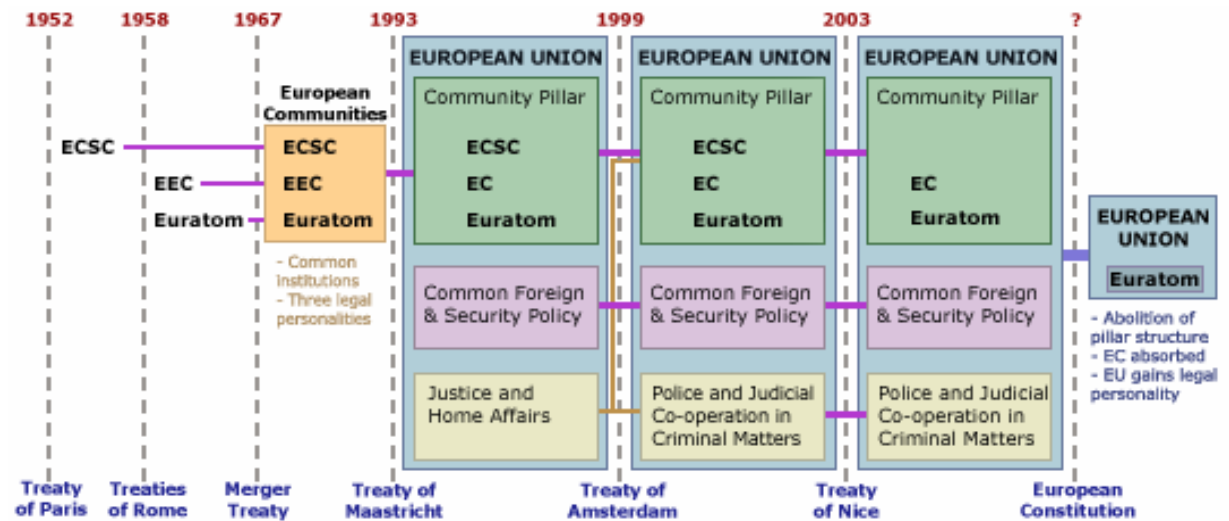 1952
1958
1967
1993
1999
2003
?
European
Communities
ECSC
EEC
Euratom
ECSC
EEC
Euratom
- Common
institutions
- Three legal
personalities
EUROPEAN UNION
Community Pillar
ECSC
EC
Euratom
Common Foreign
& Security Policy
Justice and
Home Affairs
EUROPEAN UNION
Community Pillar
ECSC
EC
Euratom
Common Foreign
& Security Policy
Police and Judicial
Co-operation in
Criminal Matters
EUROPEAN UNION
Community Pillar
EC
Euratom
Common Foreign
& Security Policy
Police and Judicial
Co-operation in
Criminal Matters
EUROPEAN
UNION
Euratom
- Abolition of
pillar structure
- EC absorbed
- EU gains legal
personality
Treaty
of Paris
Treaties
of Rome
Merger
Treaty
Treaty of
Maastricht
Treaty of
Amsterdam
Treaty
of Nice
European
Constitution